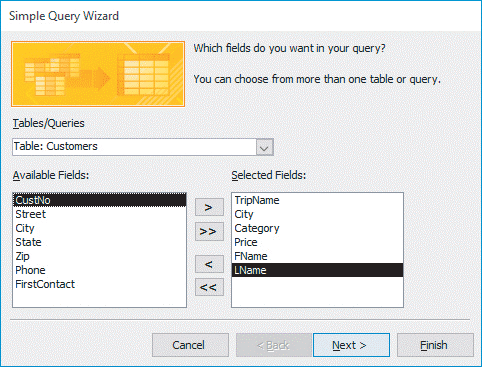 Simple Query Wizard
Which fields do you want in your query?
You can choose from more than one table or query.
Tables/Queries
Table: Customers
Available Fields:
CustNo
Street
City
State
Zip
Phone
FirstContact
>
>>
<
<<
Selected Fields:
TripName
City
Category
Price
FName
LName
Cancel
< Back
Next >
Finish